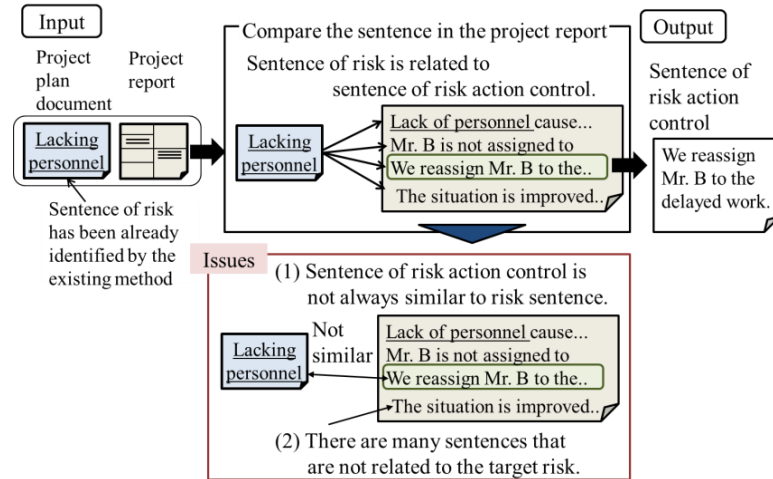 Input
Project
plan
document
Project
report
Lacking
personnel
Sentence of risk
has been already
identified by the
existing method
Compare the sentence in the project report
Sentence of risk is related to
sentence of risk action control.
Lacking
personnel
Lack of personnel cause...
Mr. B is not assigned to
We reassign Mr. B to the..
The situation is improved..
Output
Sentence of
risk action
control
We reassign
Mr. B to the
delayed work.
Issues
(1) Sentence of risk action control is
not always similar to risk sentence.
Lacking
personnel
Not
similar
Lack of personnel cause...
Mr. B is not assigned to
We reassign Mr. B to the..
The situation is improved..
(2) There are many sentences that
are not related to the target risk.